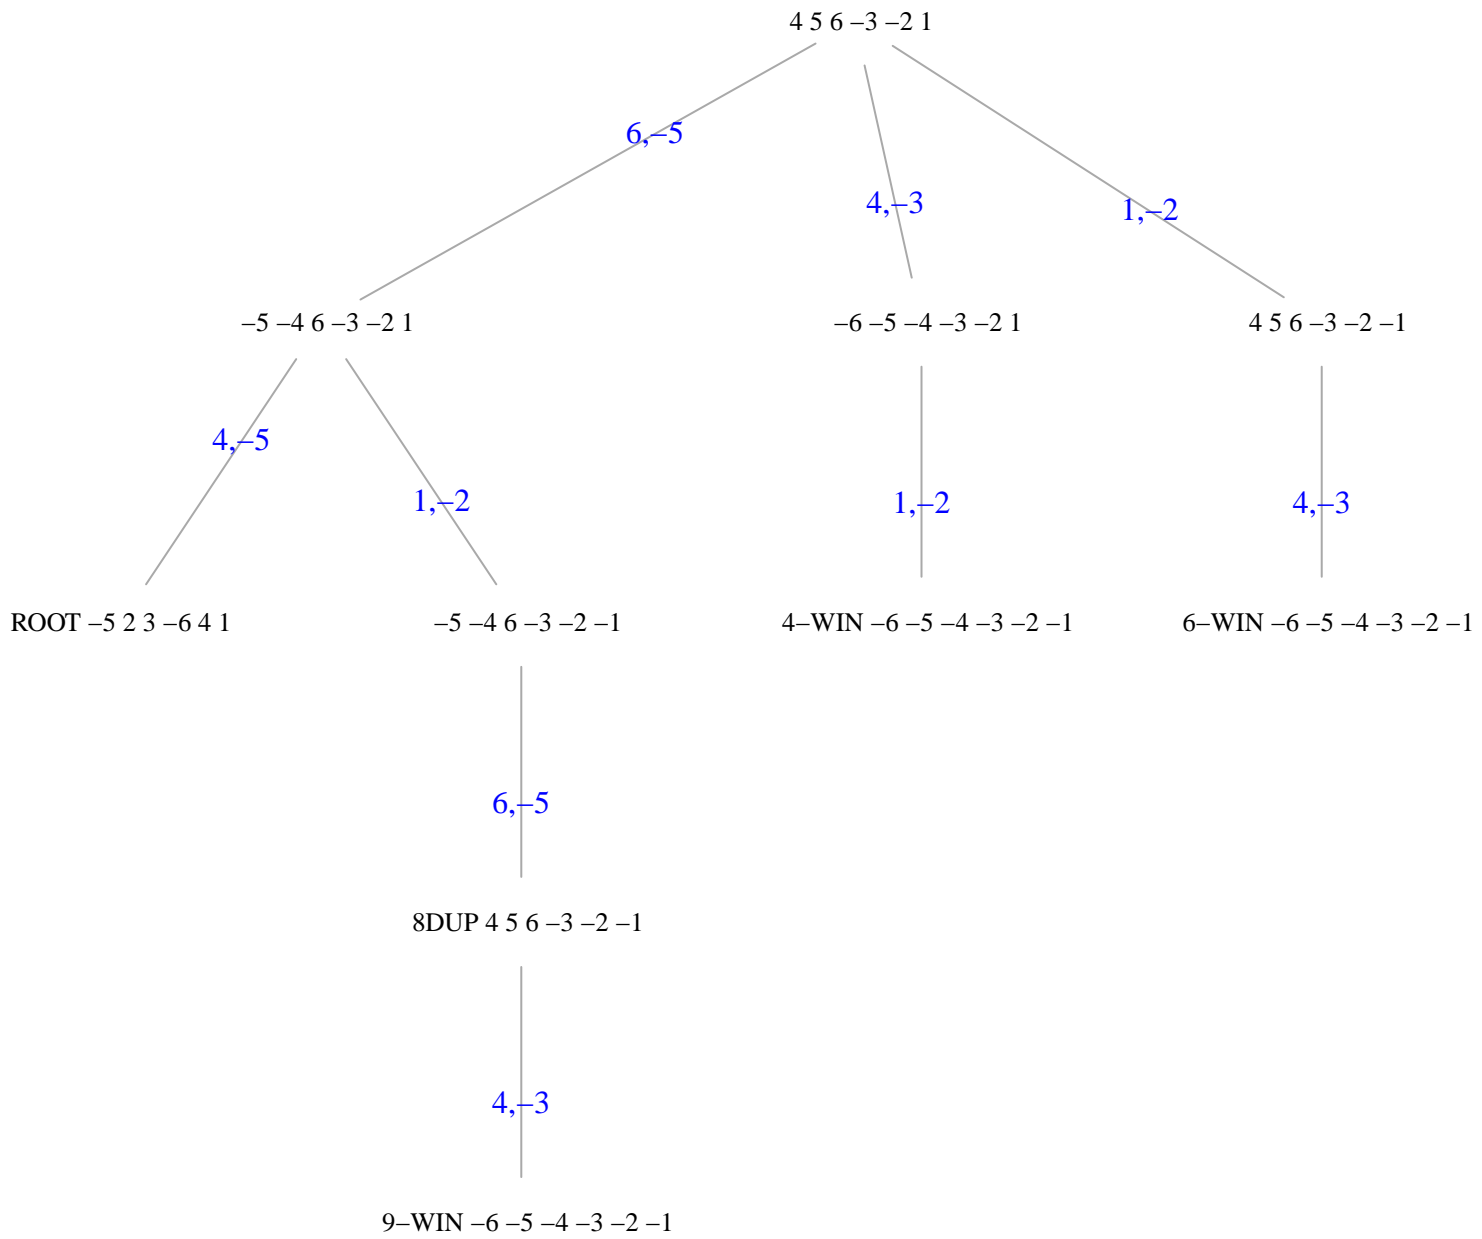 4 5 6 –3 –2 1
6,–5
4,–3
1,–2
–5 –4 6 –3 –2 1
–6 –5 –4 –3 –2 1
4 5 6 –3 –2 –1
4,–5
1,–2
1,–2
4,–3
ROOT –5 2 3 –6 4 1
–5 –4 6 –3 –2 –1
4–WIN –6 –5 –4 –3 –2 –1
6–WIN –6 –5 –4 –3 –2 –1
6,–5
8DUP 4 5 6 –3 –2 –1
4,–3
9–WIN –6 –5 –4 –3 –2 –1